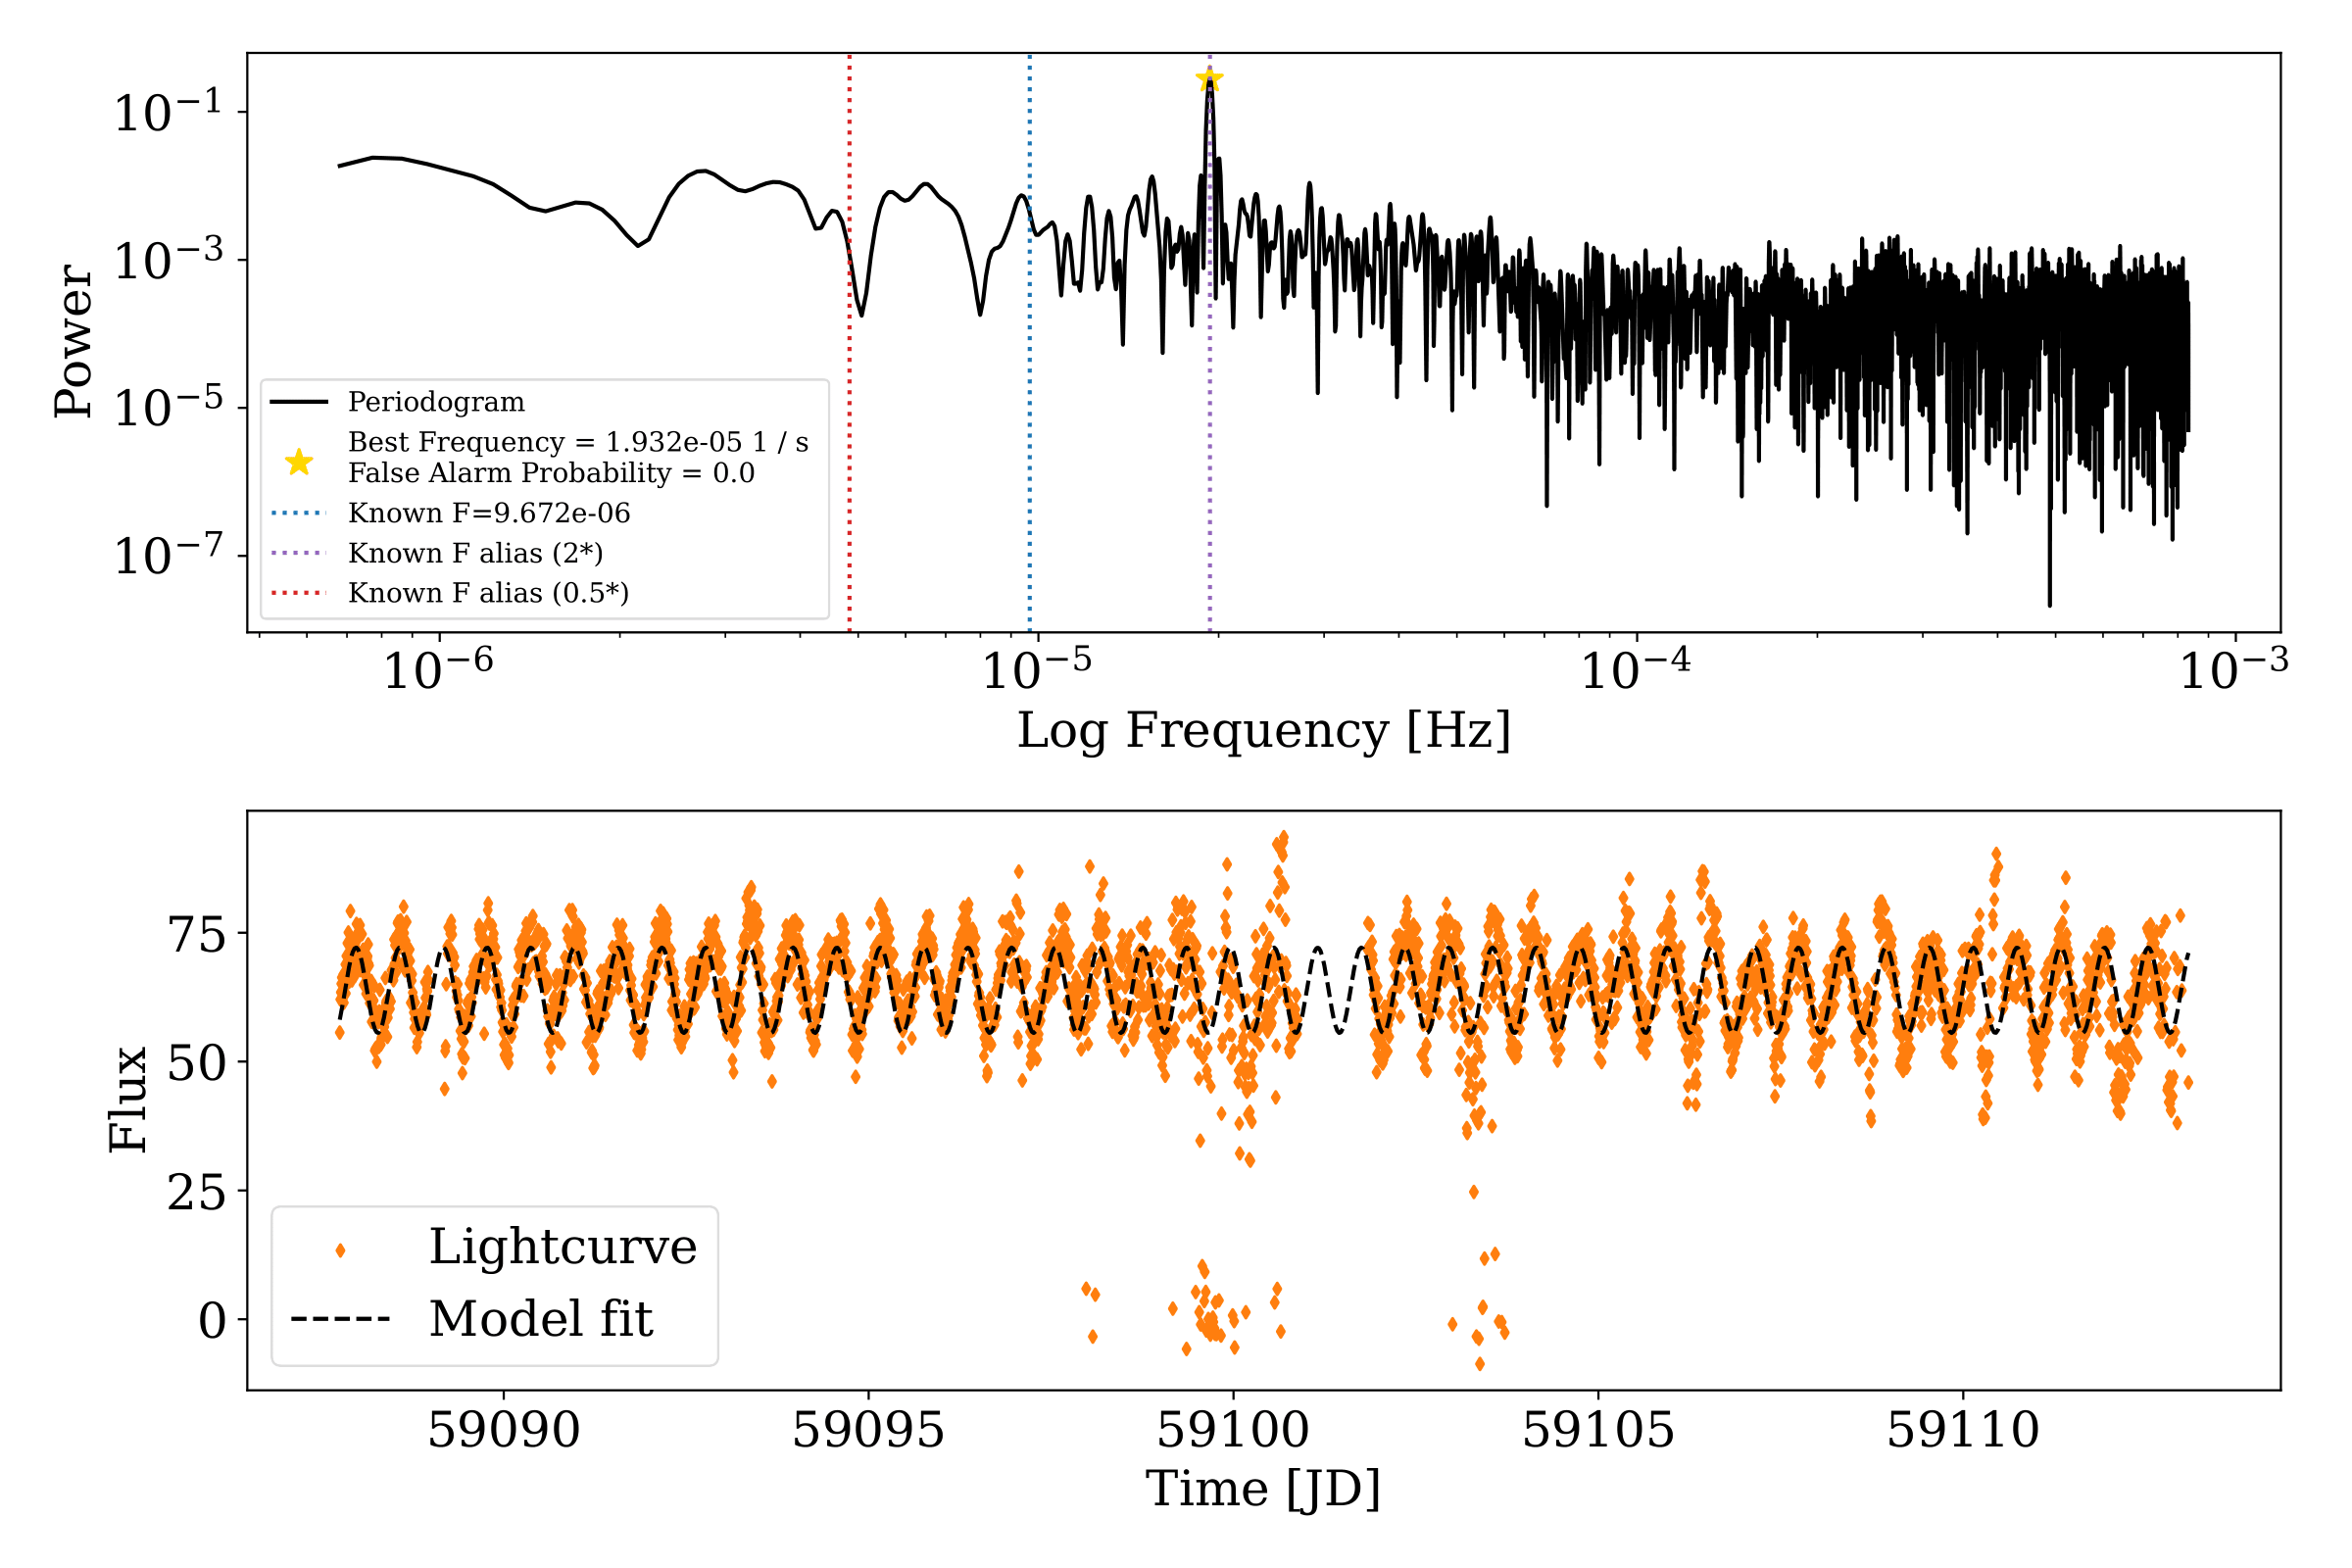 10⁻¹
10⁻³
10⁻⁵
10⁻⁷
Power
Periodogram
Best Frequency = 1.932e-05 1 / s
False Alarm Probability = 0.0
Known F=9.672e-06
Known F alias (2*)
Known F alias (0.5*)
10⁻⁶ 10⁻⁵ 10⁻⁴ 10⁻³
Log Frequency [Hz]
75
50
25
0
Flux
Lightcurve
Model fit
59090 59095 59100 59105 59110
Time [JD]